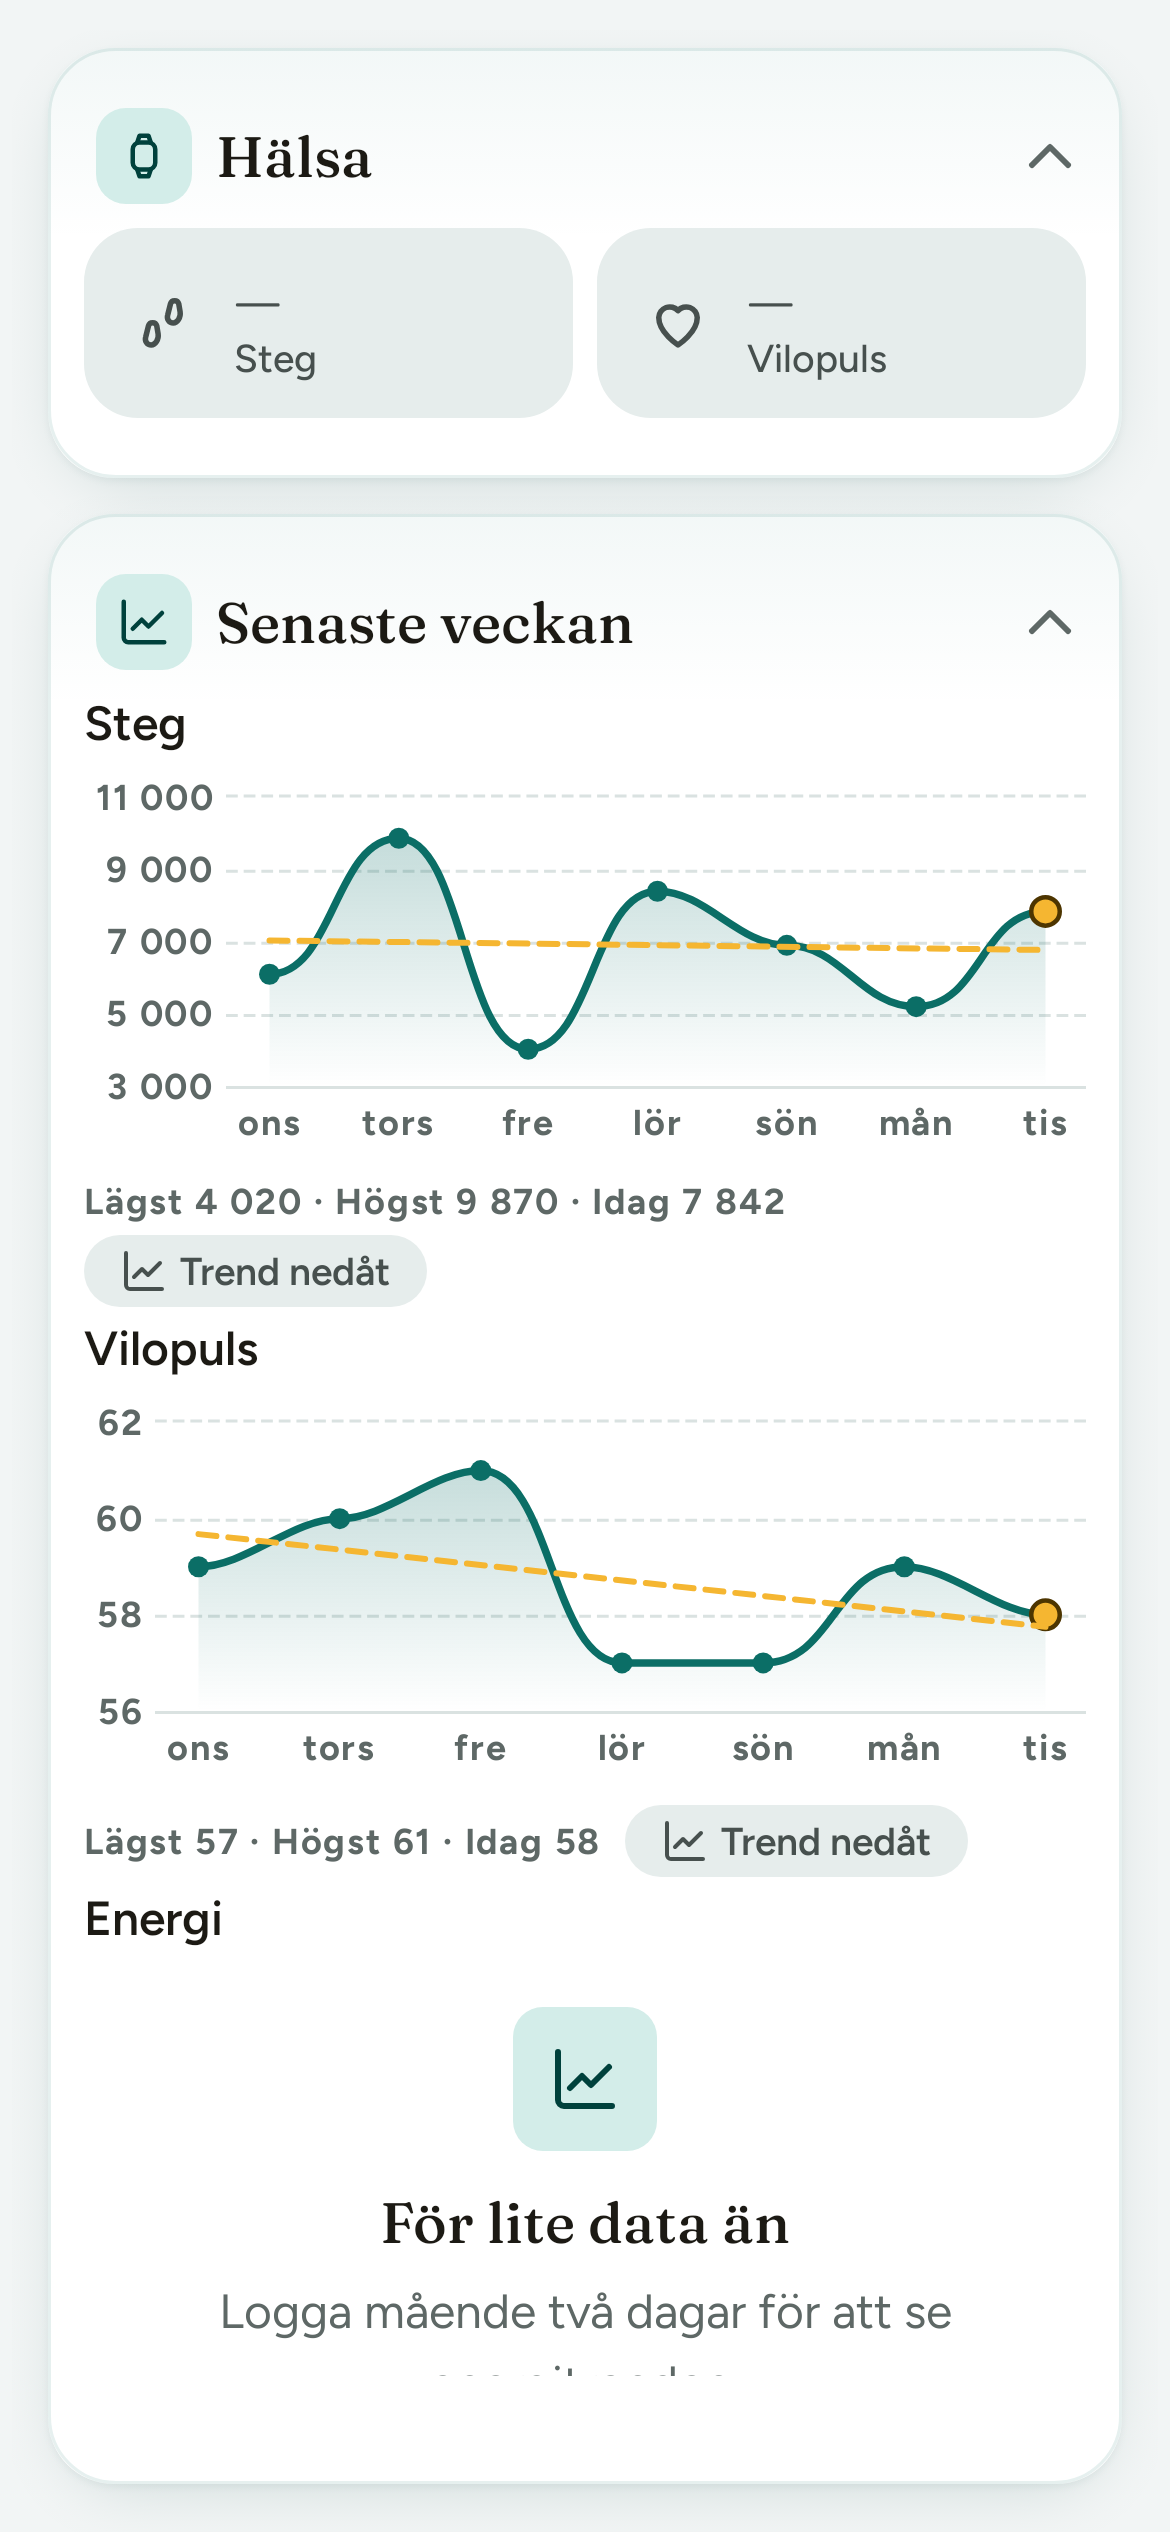 Hälsa
—
Steg
—
Vilopuls
Senaste veckan
Steg
11 000
9 000
7 000
5 000
3 000
ons tors fre lör sön mån tis
Lägst 4 020 · Högst 9 870 · Idag 7 842
Trend nedåt
Vilopuls
62
60
58
56
ons tors fre lör sön mån tis
Lägst 57 · Högst 61 · Idag 58
Trend nedåt
Energi
För lite data än
Logga mående två dagar för att se